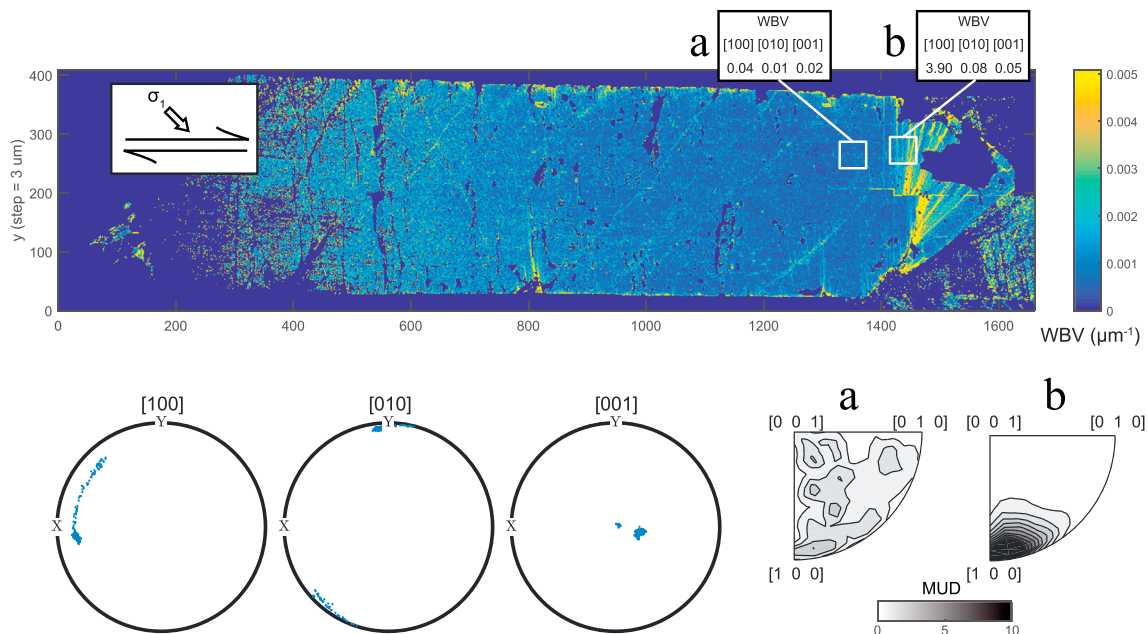 WBV
[100] [010] [001]
0.04 0.01 0.02
a
WBV
[100] [010] [001]
3.90 0.08 0.05
b
σ1
y (step = 3 um)
400
300
200
100
0
0 200 400 600 800 1000 1200 1400 1600
0.005
0.004
0.003
0.002
0.001
0
WBV (μm-1)
[100]
Y
X
[010]
Y
X
[001]
Y
X
a
[0 0 1] [0 1 0]
[1 0 0]
b
[0 0 1] [0 1 0]
[1 0 0]
MUD
0 5 10